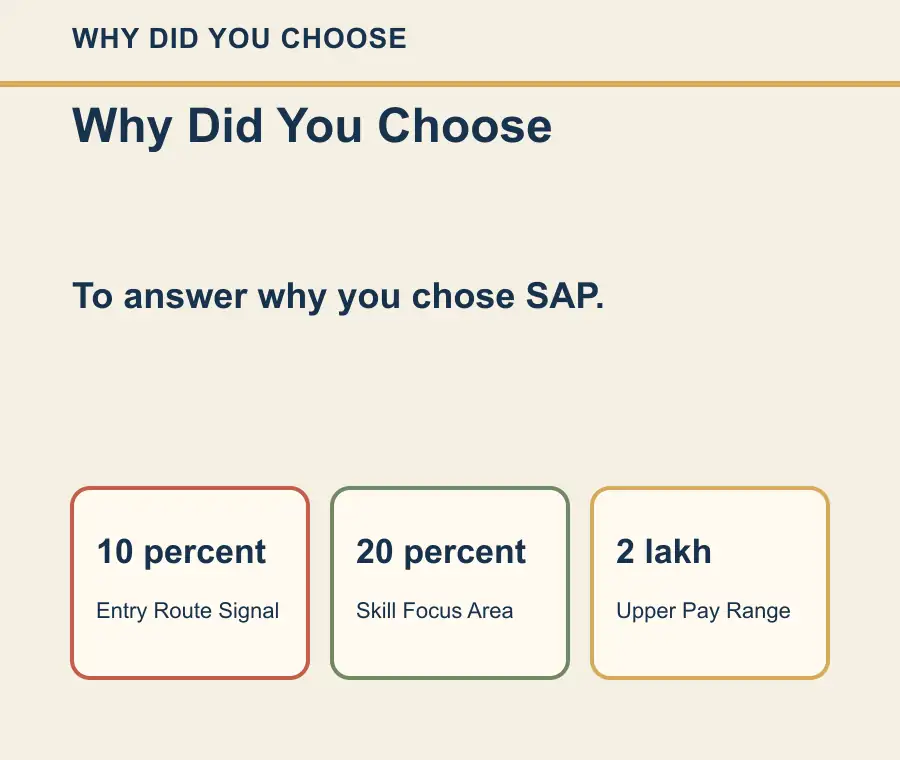 WHY DID YOU CHOOSE
Why Did You Choose
To answer why you chose SAP.
10 percent
Entry Route Signal
20 percent
Skill Focus Area
2 lakh
Upper Pay Range